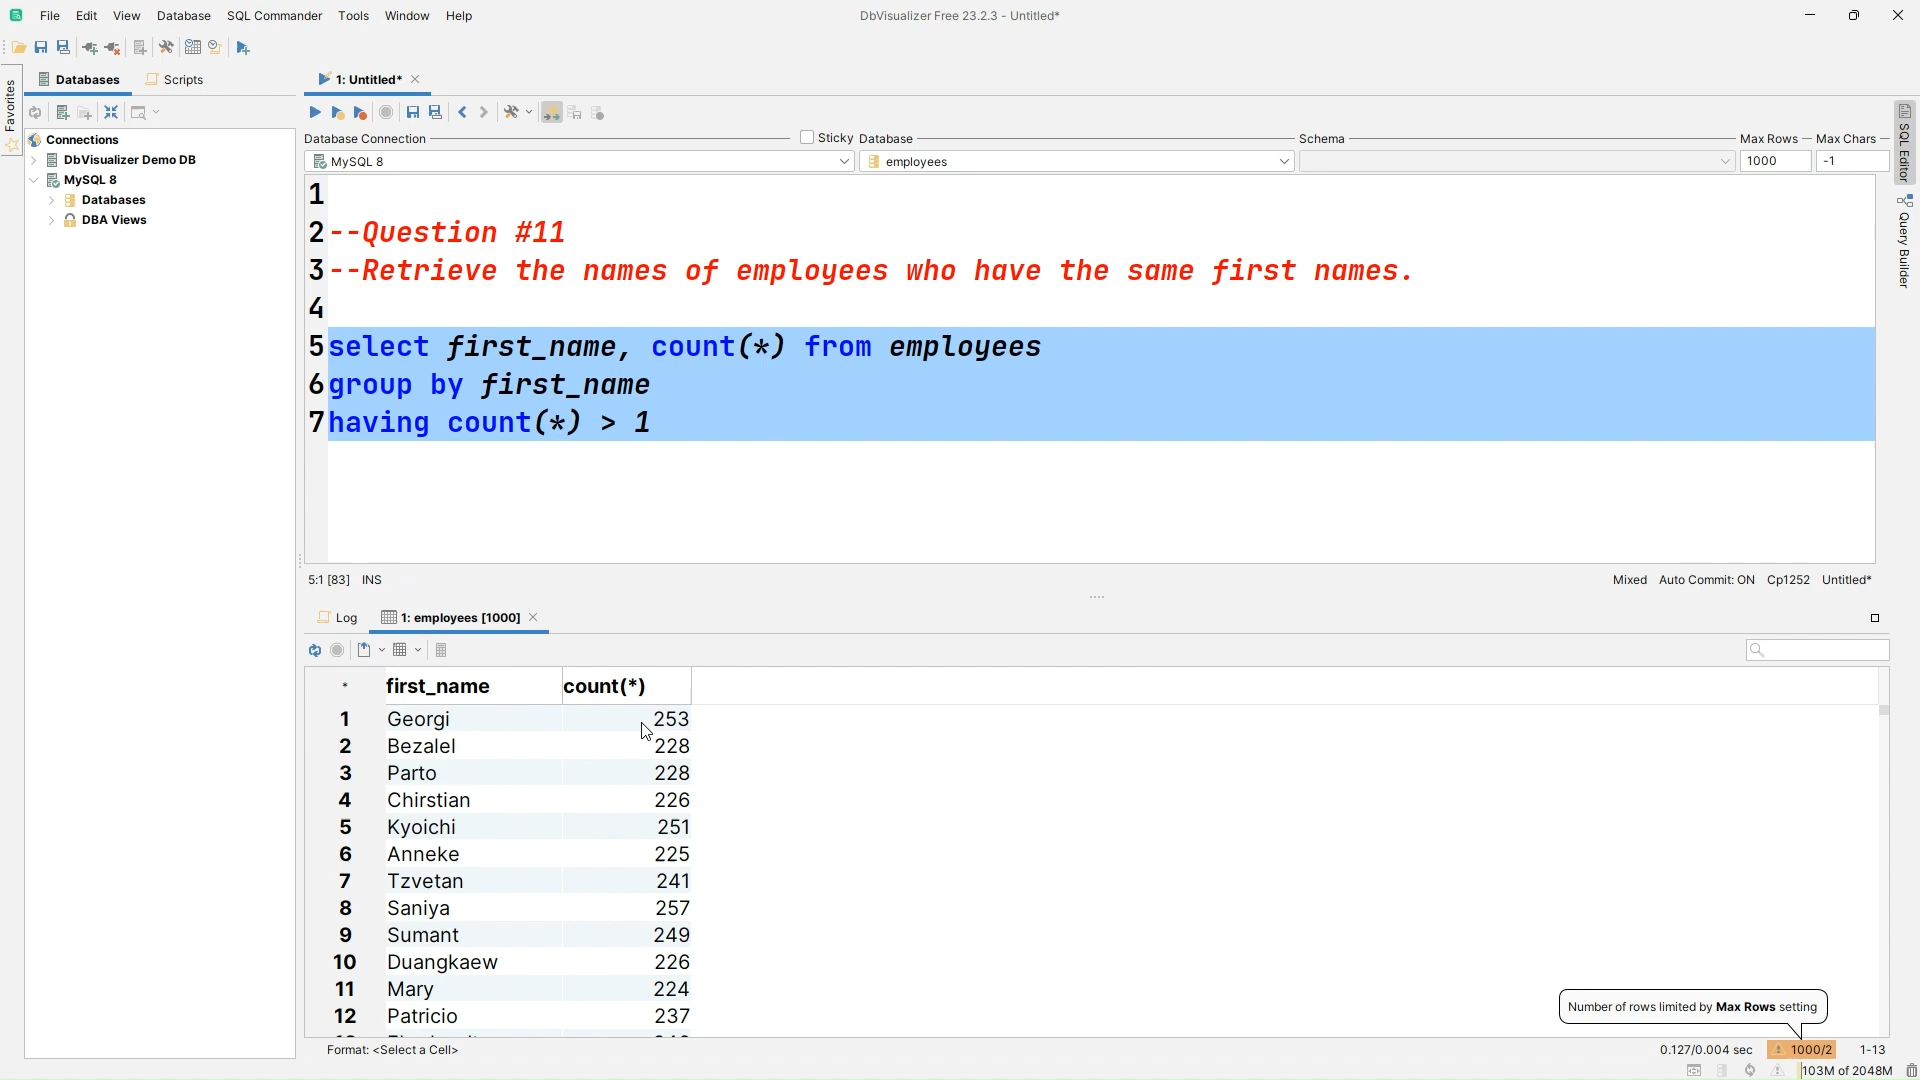 File Edit View Database SQL Commander Tools Window Help
DbVisualizer Free 23.2.3 - Untitled*
Favorites
Databases Scripts
Connections
DbVisualizer Demo DB
MySQL 8
Databases
DBA Views
1: Untitled*
Database Connection Sticky Database Schema Max Rows Max Chars
MySQL 8 employees 1000 -1
1
2 --Question #11
3 --Retrieve the names of employees who have the same first names.
4
5 select first_name, count(*) from employees
6 group by first_name
7 having count(*) > 1
5:1 [83] INS
Mixed Auto Commit: ON Cp1252 Untitled*
SQL Editor
Query Builder
Log 1: employees [1000]
* first_name count(*)
1 Georgi 253
2 Bezalel 228
3 Parto 228
4 Chirstian 226
5 Kyoichi 251
6 Anneke 225
7 Tzvetan 241
8 Saniya 257
9 Sumant 249
10 Duangkaew 226
11 Mary 224
12 Patricio 237
Number of rows limited by Max Rows setting
Format: <Select a Cell>
0.127/0.004 sec 1000/2 1-13
103M of 2048M